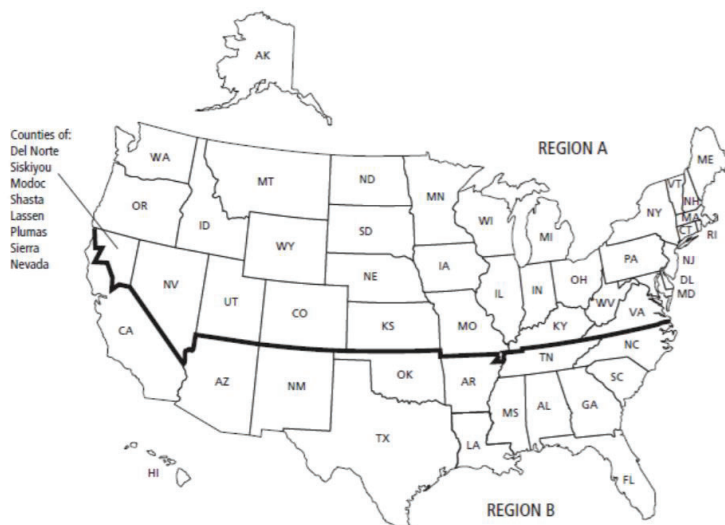 AK
Counties of:
Del Norte
Siskiyou
Modoc
Shasta
Lassen
Plumas
Sierra
Nevada
REGION A
WA
MT
ND
MN
ME
VT
NH
OR
ID
SD
WI
MI
NY
MA
CT
RI
WY
IA
PA
NJ
NV
UT
NE
IL
IN
OH
DL
MD
CO
KS
MO
WV
VA
KY
CA
TN
NC
AZ
NM
OK
AR
SC
MS
AL
GA
TX
LA
HI
FL
REGION B